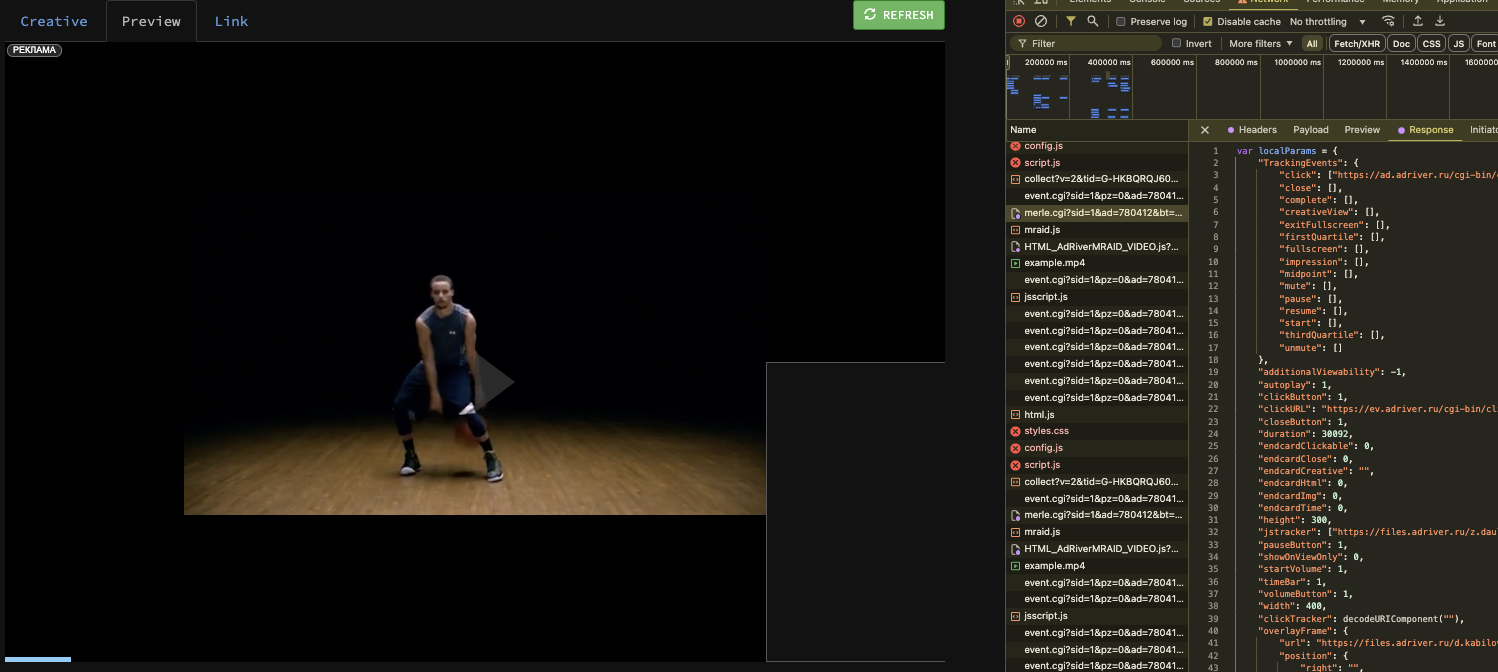 Creative
Preview
Link
REFRESH
РЕКЛАМА
Preserve log
Disable cache
No throttling
Filter
Invert
More filters
All
Fetch/XHR
Doc
CSS
JS
Font
200000 ms
400000 ms
600000 ms
800000 ms
1000000 ms
1200000 ms
1400000 ms
Name
config.js
script.js
collect?v=2&tid=G-HKBQRQJ60...
event.cgi?sid=1&pz=0&ad=78041...
merle.cgi?sid=1&ad=780412&bt=...
mraid.js
HTML_AdRiverMRAID_VIDEO.js?...
example.mp4
event.cgi?sid=1&pz=0&ad=78041...
jsscript.js
event.cgi?sid=1&pz=0&ad=78041...
event.cgi?sid=1&pz=0&ad=78041...
event.cgi?sid=1&pz=0&ad=78041...
event.cgi?sid=1&pz=0&ad=78041...
event.cgi?sid=1&pz=0&ad=78041...
event.cgi?sid=1&pz=0&ad=78041...
html.js
styles.css
config.js
script.js
collect?v=2&tid=G-HKBQRQJ60...
event.cgi?sid=1&pz=0&ad=78041...
merle.cgi?sid=1&ad=780412&bt=...
mraid.js
HTML_AdRiverMRAID_VIDEO.js?...
example.mp4
event.cgi?sid=1&pz=0&ad=78041...
event.cgi?sid=1&pz=0&ad=78041...
jsscript.js
event.cgi?sid=1&pz=0&ad=78041...
event.cgi?sid=1&pz=0&ad=78041...
event.cgi?sid=1&pz=0&ad=78041...
Headers
Payload
Preview
Response
1 var localParams = {
2 "TrackingEvents": {
3 "click": ["https://ad.adriver.ru/cgi-bin/
4 "close": [],
5 "complete": [],
6 "creativeView": [],
7 "exitFullscreen": [],
8 "firstQuartile": [],
9 "fullscreen": [],
10 "impression": [],
11 "midpoint": [],
12 "mute": [],
13 "pause": [],
14 "resume": [],
15 "start": [],
16 "thirdQuartile": [],
17 "unmute": []
18 },
19 "additionalViewability": -1,
20 "autoplay": 1,
21 "clickButton": 1,
22 "clickURL": "https://ev.adriver.ru/cgi-bin/cl
23 "closeButton": 1,
24 "duration": 30092,
25 "endcardClickable": 0,
26 "endcardClose": 0,
27 "endcardCreative": "",
28 "endcardHtml": 0,
29 "endcardImg": 0,
30 "endcardTime": 0,
31 "height": 300,
32 "jstracker": ["https://files.adriver.ru/z.dau
33 "pauseButton": 1,
34 "showOnViewOnly": 0,
35 "startVolume": 1,
36 "timeBar": 1,
37 "volumeButton": 1,
38 "width": 400,
39 "clickTracker": decodeURIComponent(""),
40 "overlayFrame": {
41 "url": "https://files.adriver.ru/d.kabilov
42 "position": {
43 "right": "",